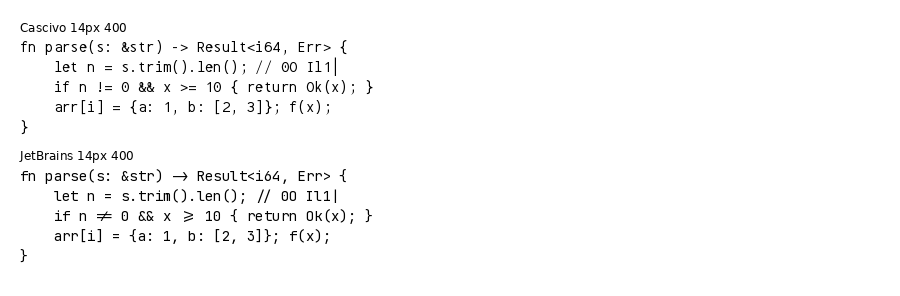 Cascivo 14px 400
fn parse(s: &str) -> Result<i64, Err> {
    let n = s.trim().len(); // 0O Il1|
    if n != 0 && x >= 10 { return Ok(x); }
    arr[i] = {a: 1, b: [2, 3]}; f(x);
}
JetBrains 14px 400
fn parse(s: &str) -> Result<i64, Err> {
    let n = s.trim().len(); // 0O Il1|
    if n != 0 && x >= 10 { return Ok(x); }
    arr[i] = {a: 1, b: [2, 3]}; f(x);
}